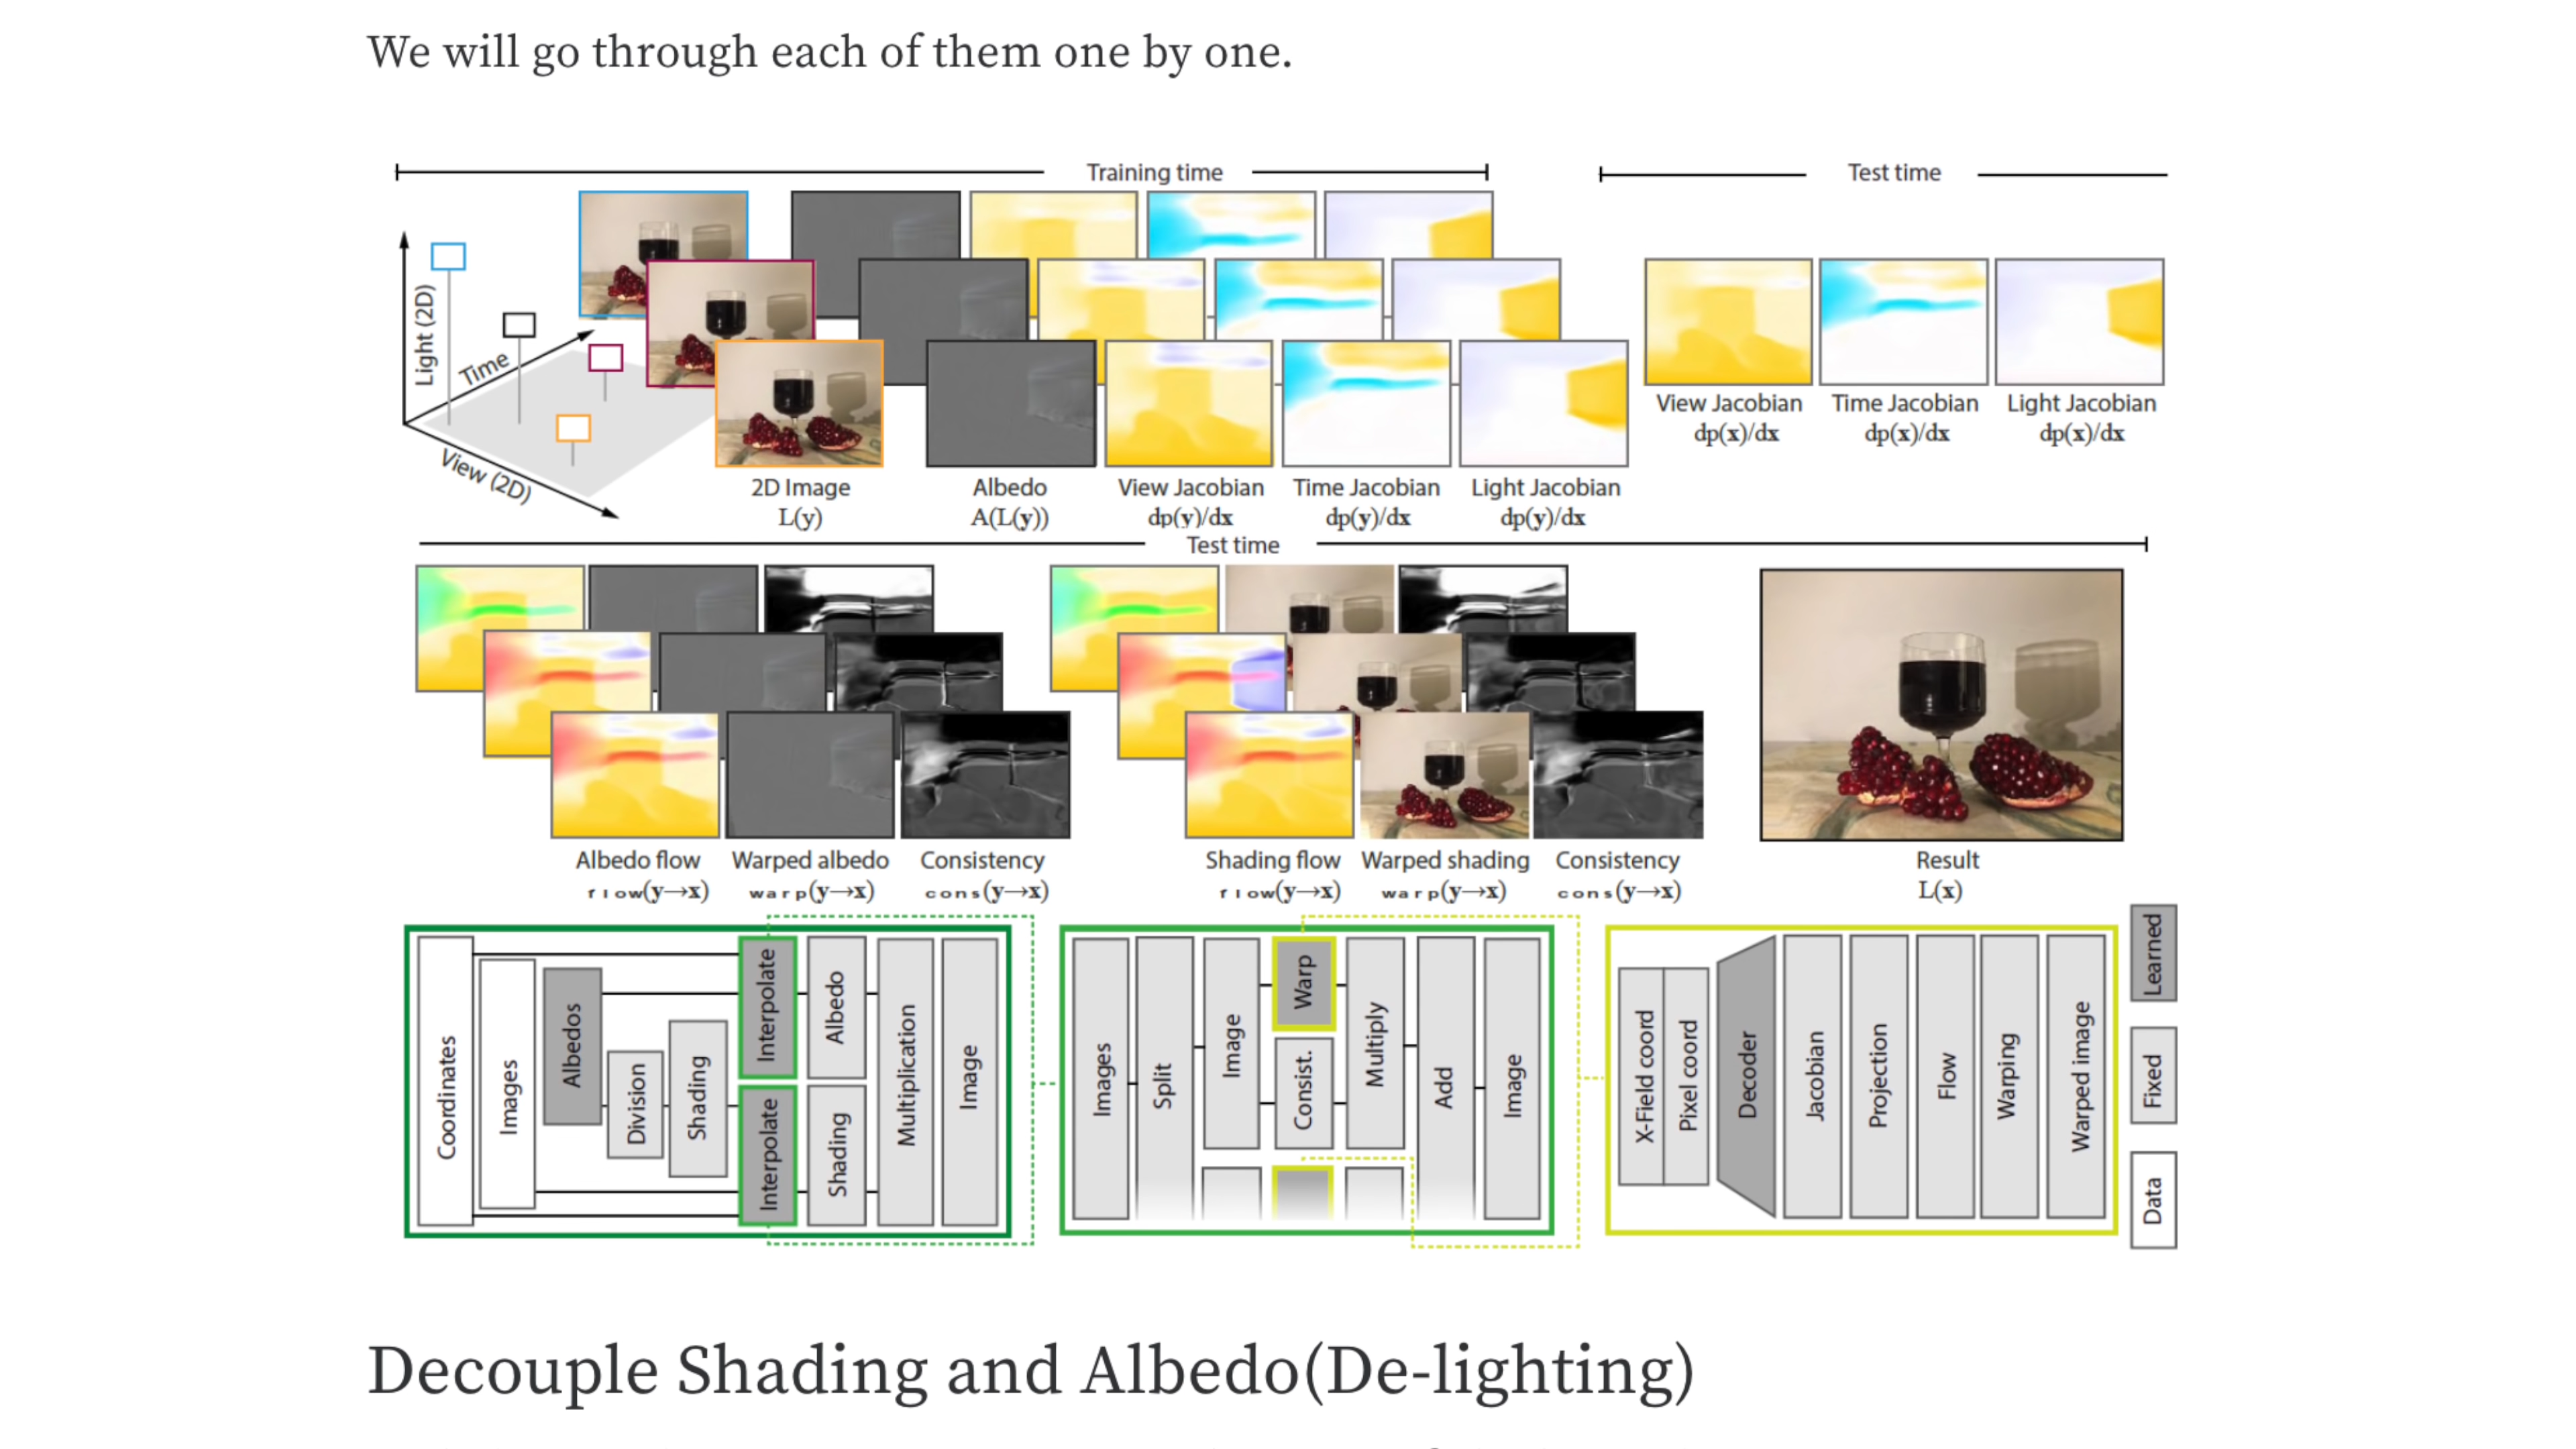 We will go through each of them one by one.
Training time
Test time
Light (2D)
Time
View (2D)
2D Image
L(y)
Albedo
A(L(y))
View Jacobian
dp(y)/dx
Time Jacobian
dp(y)/dx
Light Jacobian
dp(y)/dx
View Jacobian
dp(x)/dx
Time Jacobian
dp(x)/dx
Light Jacobian
dp(x)/dx
Test time
Albedo flow
flow(y→x)
Warped albedo
warp(y→x)
Consistency
cons(y→x)
Shading flow
flow(y→x)
Warped shading
warp(y→x)
Consistency
cons(y→x)
Result
L(x)
Coordinates
Images
Albedos
Division
Shading
Interpolate
Interpolate
Albedo
Shading
Multiplication
Image
Images
Split
Image
Warp
Consist.
Multiply
Add
Image
X-Field coord
Pixel coord
Decoder
Jacobian
Projection
Flow
Warping
Warped image
Learned
Fixed
Data
Decouple Shading and Albedo(De-lighting)